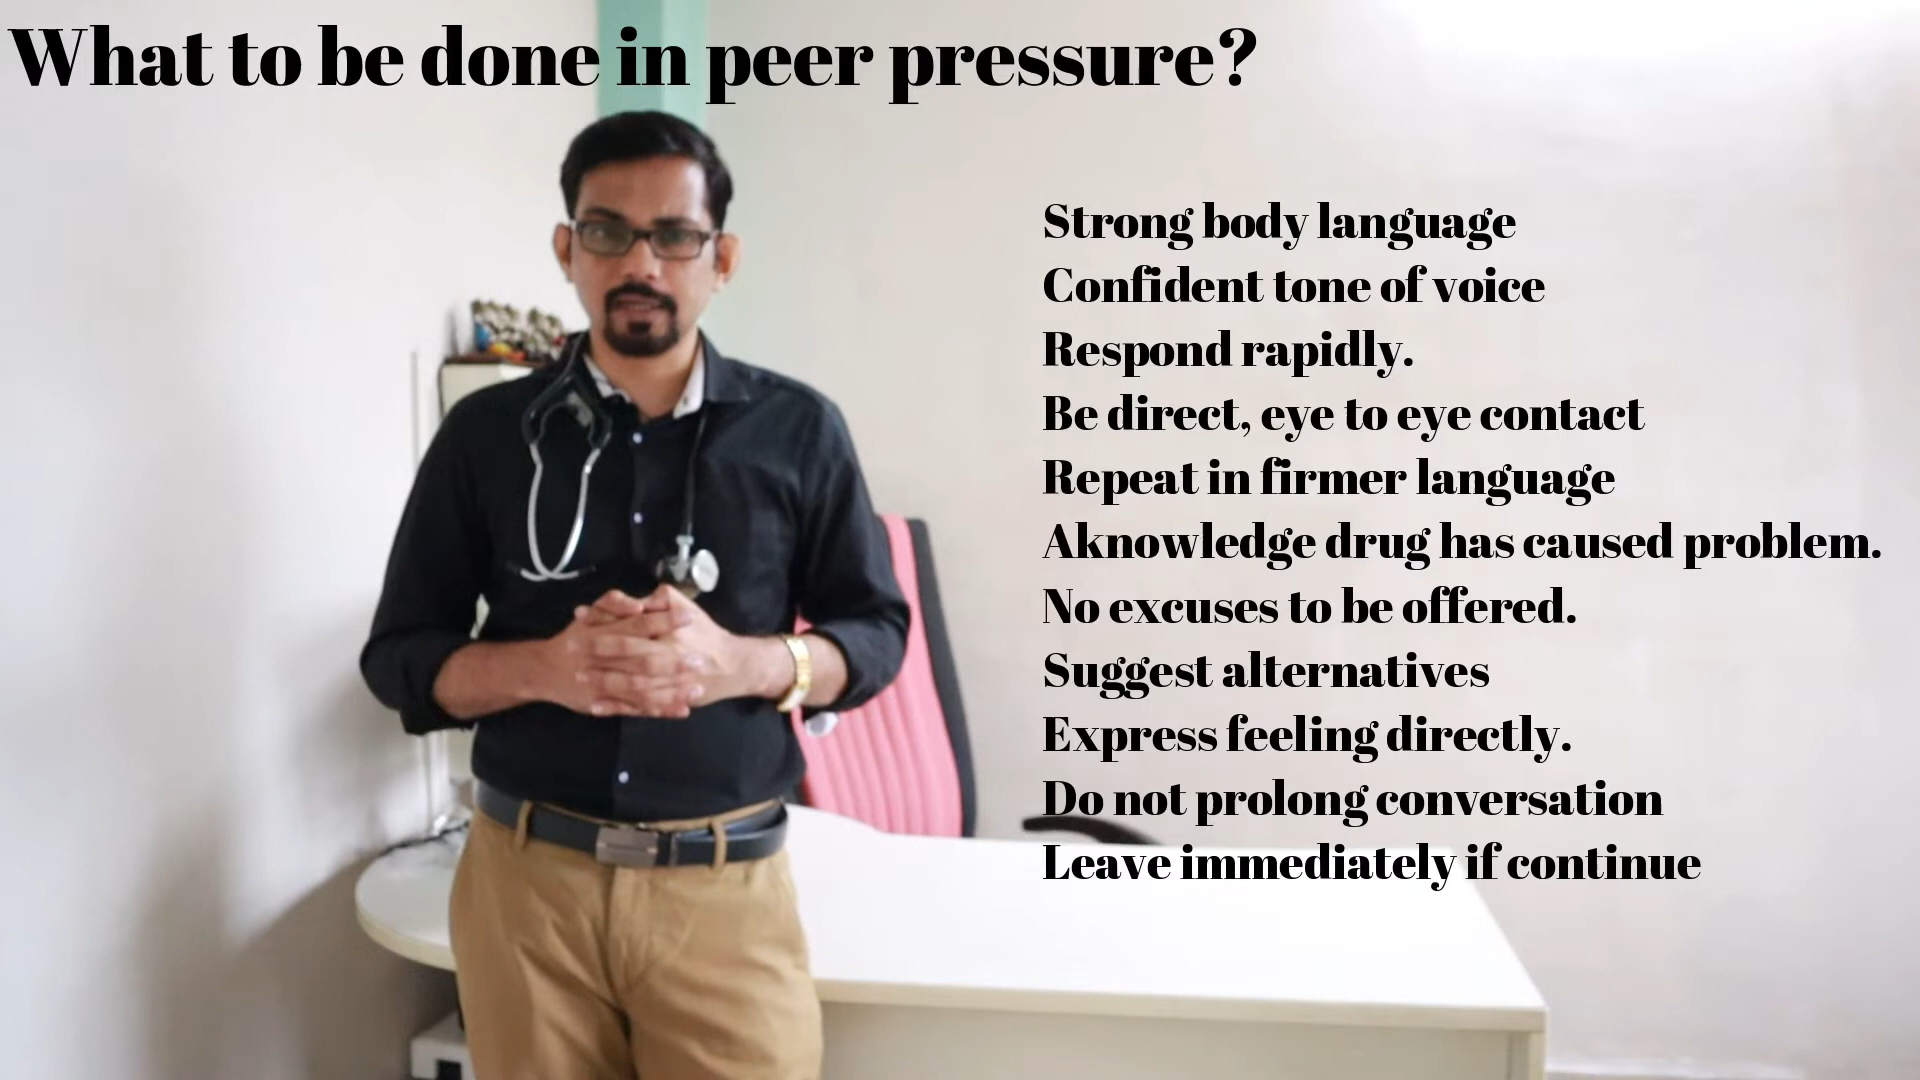 What to be done in peer pressure?
Strong body language
Confident tone of voice
Respond rapidly.
Be direct, eye to eye contact
Repeat in firmer language
Aknowledge drug has caused problem.
No excuses to be offered.
Suggest alternatives
Express feeling directly.
Do not prolong conversation
Leave immediately if continue